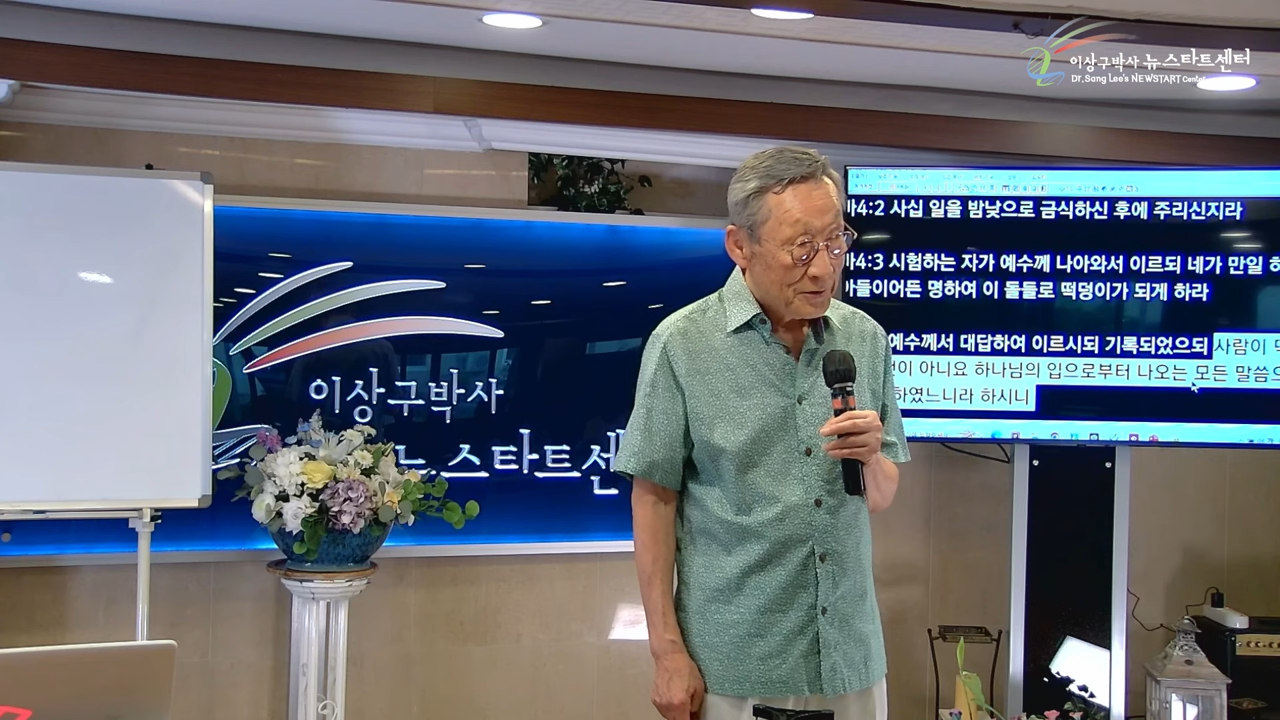 이상구박사 뉴스타트센터
Dr. Sang Lee's NEWSTART Center
마4:2 사십 일을 밤낮으로 금식하신 후에 주리신지라
마4:3 시험하는 자가 예수께 나아와서 이르되 네가 만일 하
아들이어든 명하여 이 돌들로 떡덩이가 되게 하라
예수께서 대답하여 이르시되 기록되었으되 사람이
아니요 하나님의 입으로부터 나오는 모든 말씀으
하였느니라 하시니
이상구박사
뉴스타트센